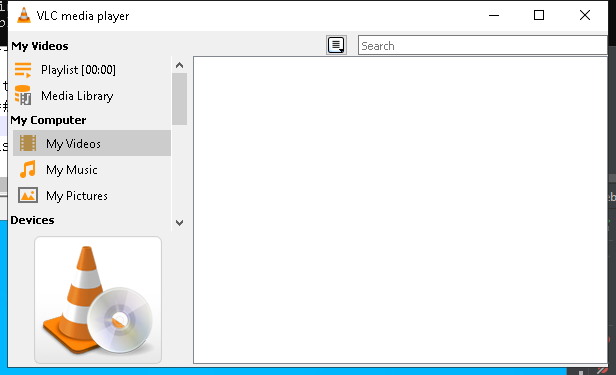 VLC media player
My Videos
Search
Playlist [00:00]
Media Library
My Computer
My Videos
My Music
My Pictures
Devices